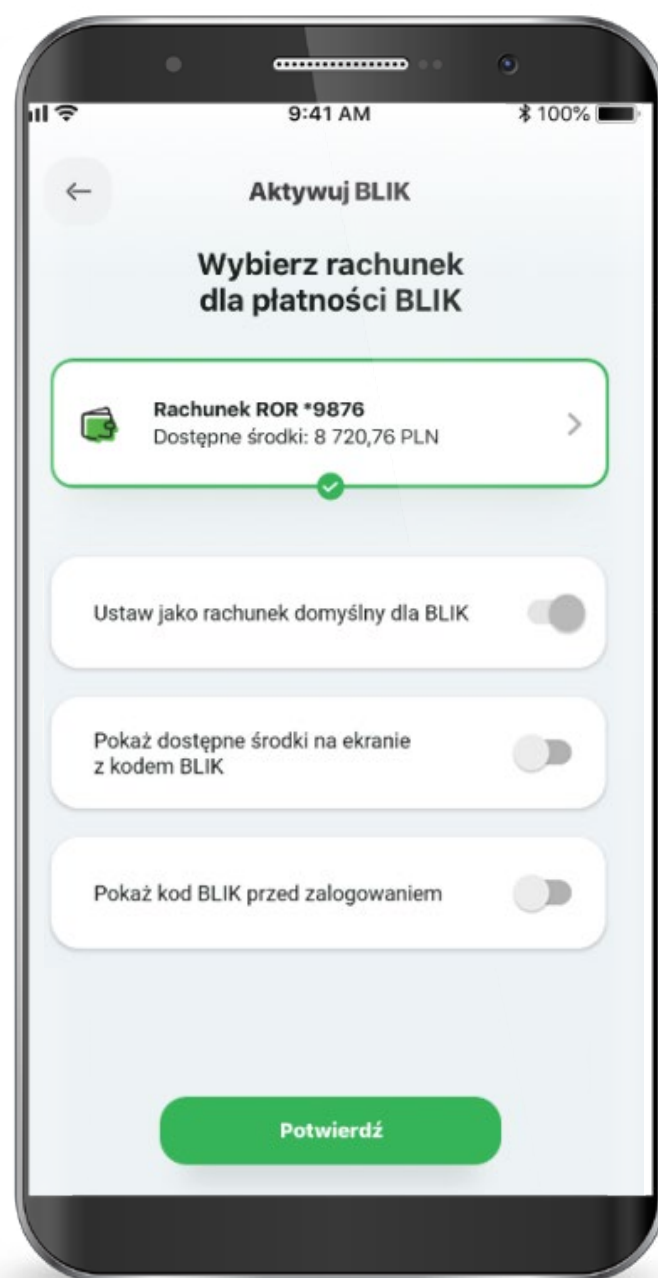 9:41 AM
100%
Aktywuj BLIK
Wybierz rachunek
dla płatności BLIK
Rachunek ROR *9876
Dostępne środki: 8 720,76 PLN
Ustaw jako rachunek domyślny dla BLIK
Pokaż dostępne środki na ekranie
z kodem BLIK
Pokaż kod BLIK przed zalogowaniem
Potwierdź